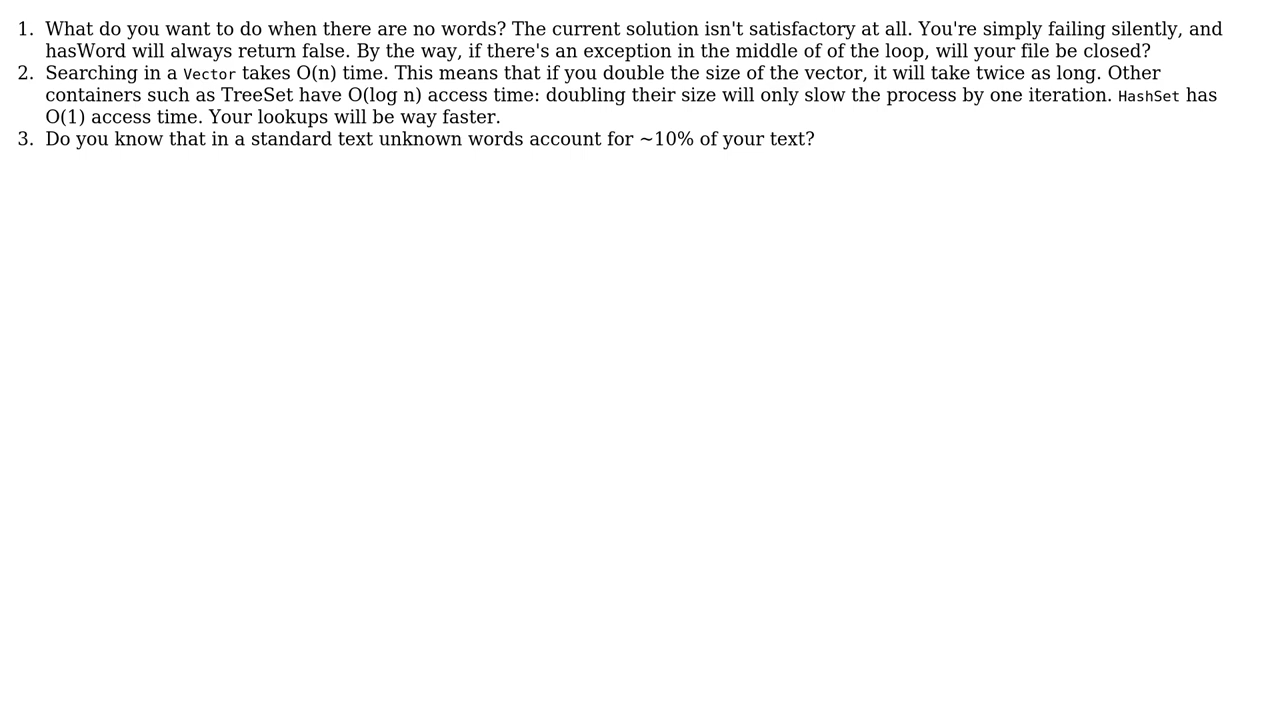 1. What do you want to do when there are no words? The current solution isn't satisfactory at all. You're simply failing silently, and
hasWord will always return false. By the way, if there's an exception in the middle of of the loop, will your file be closed?
2. Searching in a Vector takes O(n) time. This means that if you double the size of the vector, it will take twice as long. Other
containers such as TreeSet have O(log n) access time: doubling their size will only slow the process by one iteration. HashSet has
O(1) access time. Your lookups will be way faster.
3. Do you know that in a standard text unknown words account for ~10% of your text?